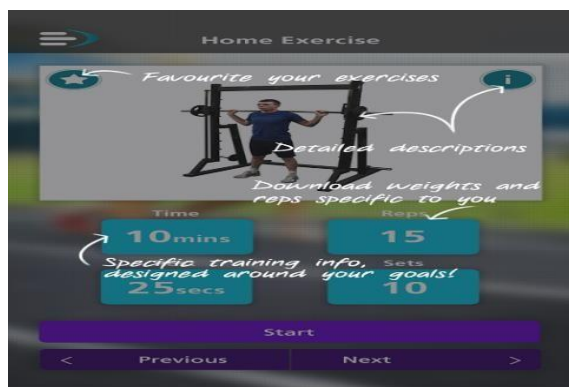 Home Exercise
Favourite your exercises
i
Detailed descriptions
Download weights and
reps specific to you
Time
Reps
10mins
15
Specific training info,
designed around your goals!
Sets
25secs
10
Start
< Previous
Next >